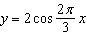 y = 2 cos 2π/3 x